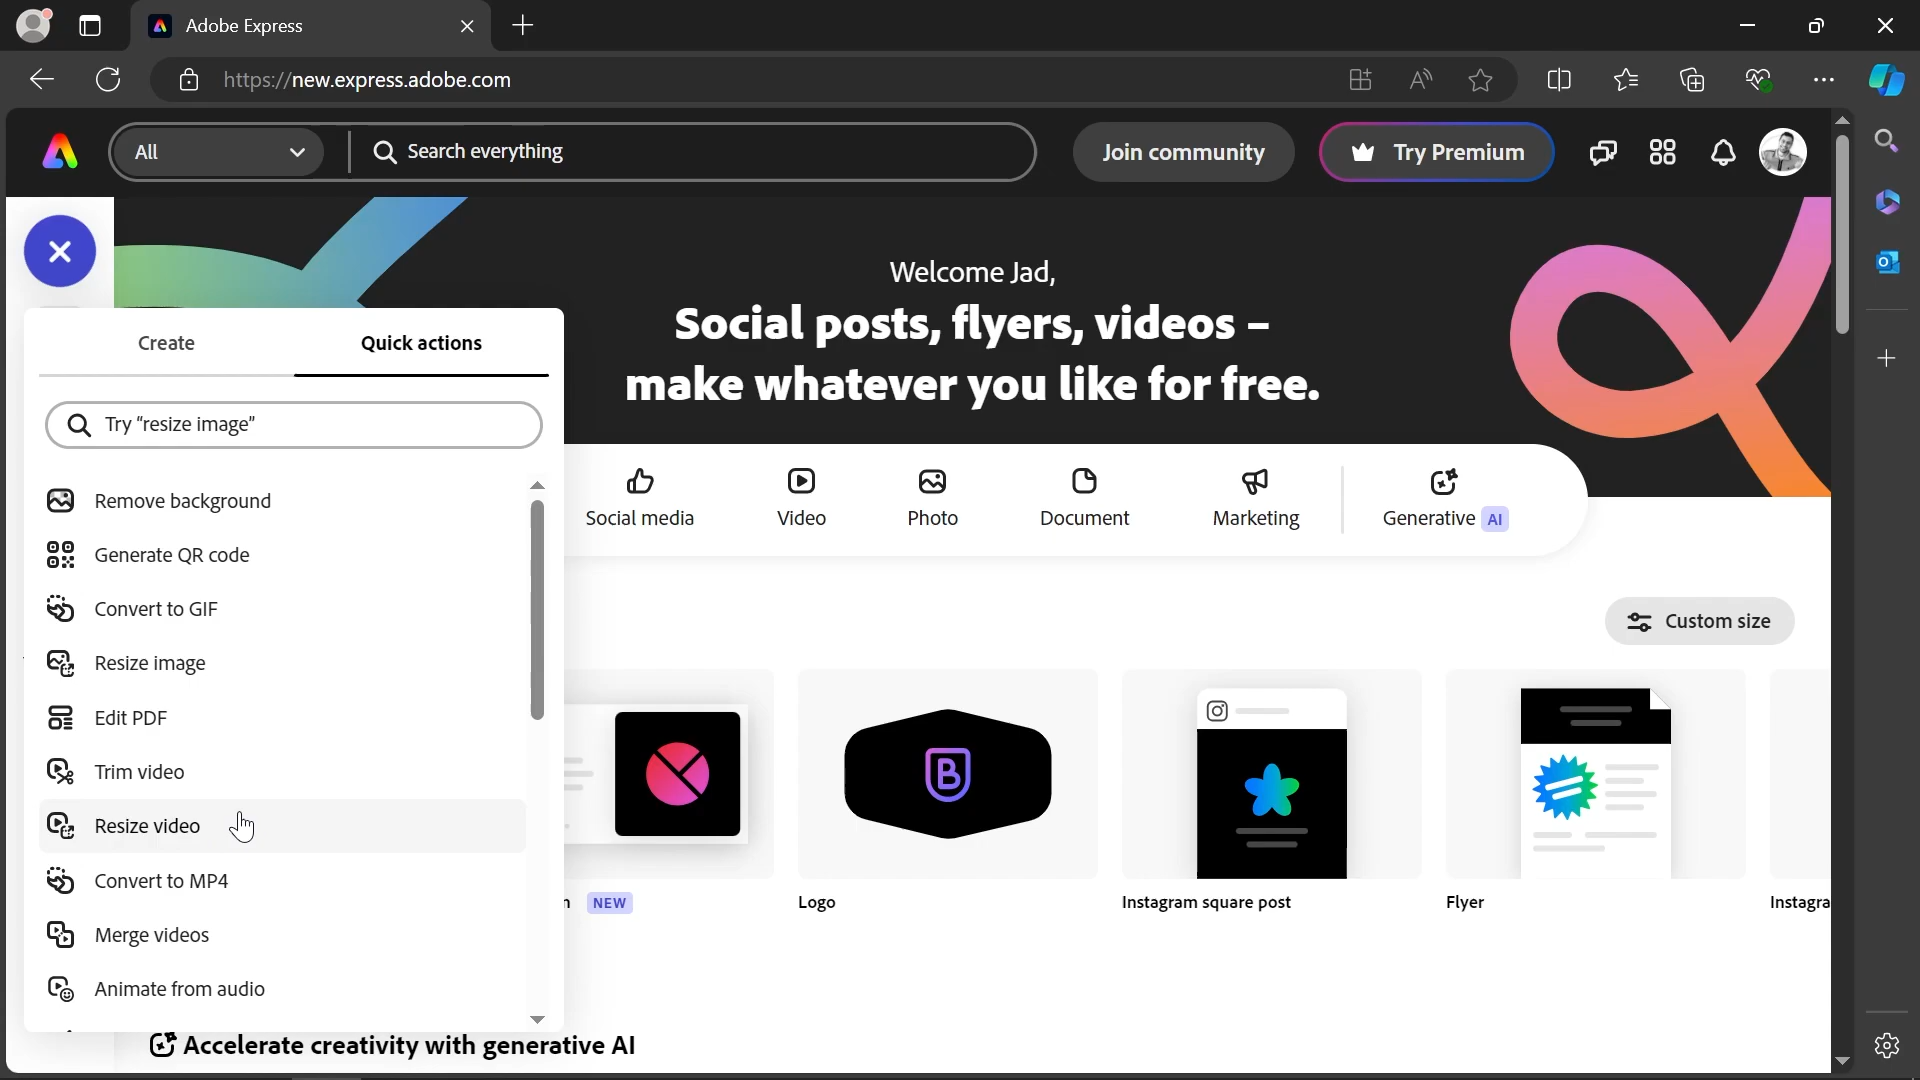 Adobe Express
https://new.express.adobe.com
All
Search everything
Join community
Try Premium
Welcome Jad,
Social posts, flyers, videos –
make whatever you like for free.
Create
Quick actions
Try "resize image"
Remove background
Generate QR code
Convert to GIF
Resize image
Edit PDF
Trim video
Resize video
Convert to MP4
Merge videos
Animate from audio
Social media
Video
Photo
Document
Marketing
Generative AI
Custom size
B
n NEW
Logo
Instagram square post
Flyer
Instagra
Accelerate creativity with generative AI